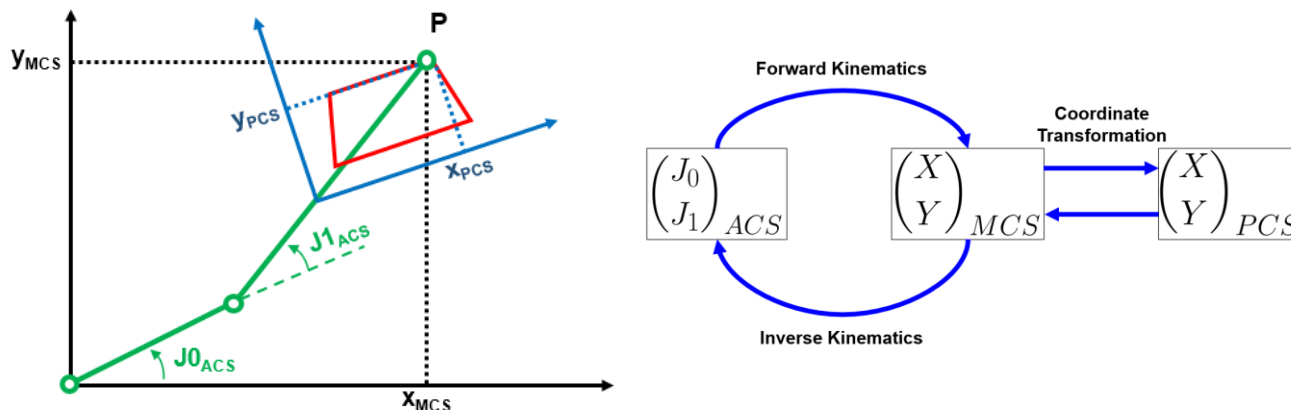 P
yMCS
yPCS
xPCS
J1ACS
J0ACS
xMCS
Forward Kinematics
Coordinate
Transformation
(J0
J1)ACS
(X
Y)MCS
(X
Y)PCS
Inverse Kinematics